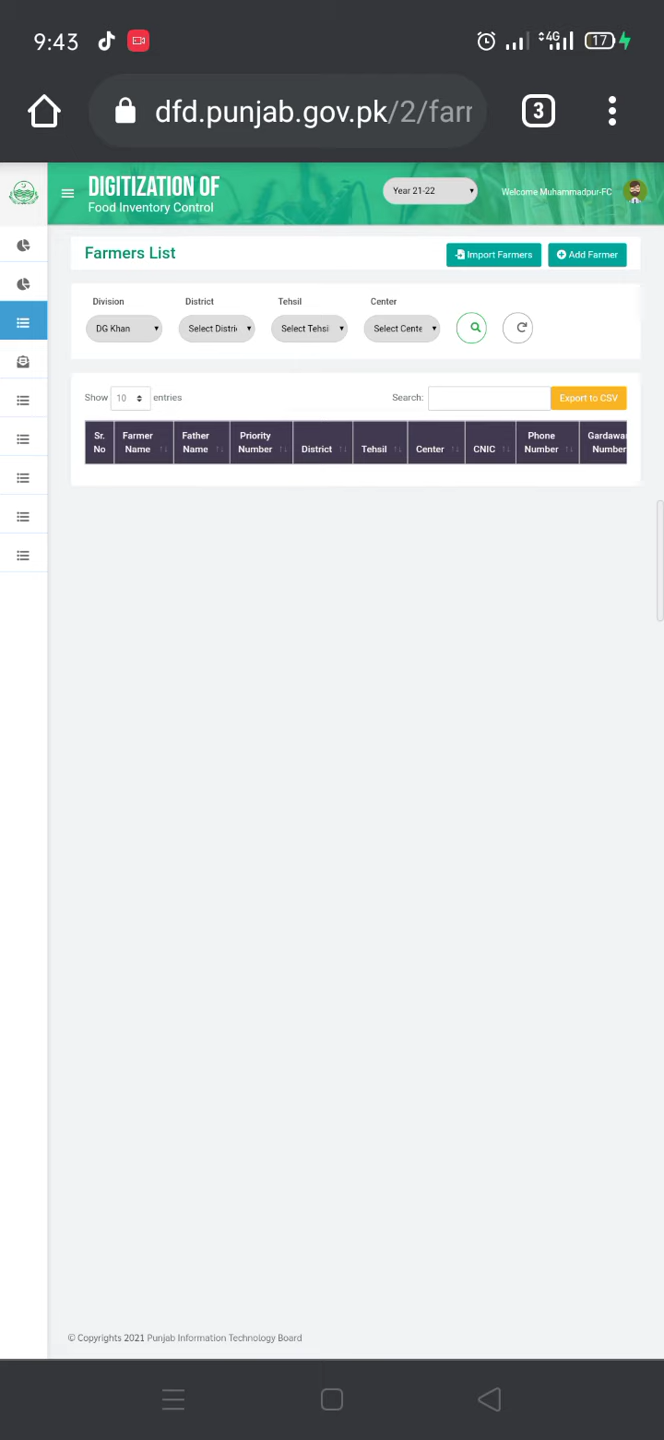 9:43 4G 17
dfd.punjab.gov.pk/2/farr 3
DIGITIZATION OF
Food Inventory Control
Year 21-22
Welcome Muhammadpur-FC
Farmers List
Import Farmers
Add Farmer
Division District Tehsil Center
DG Khan Select Distri Select Tehsi Select Cente
Show 10 entries
Search:
Export to CSV
Sr. No
Farmer Name
Father Name
Priority Number
District
Tehsil
Center
CNIC
Phone Number
Gardawar Number
© Copyrights 2021 Punjab Information Technology Board